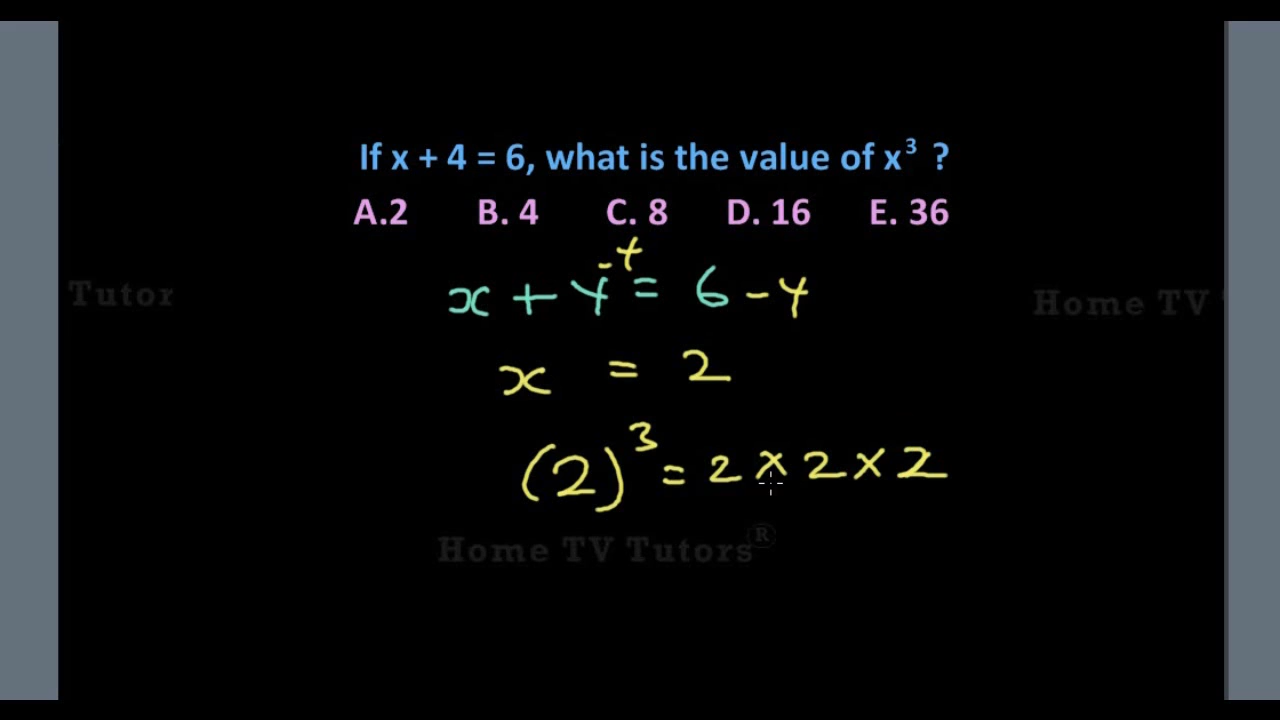 If x + 4 = 6, what is the value of x³ ?
A.2 B. 4 C. 8 D. 16 E. 36
x + 4 -4 = 6 - 4
Tutor
Home TV T
x = 2
(2)³ = 2 × 2 × 2
Home TV Tutors®